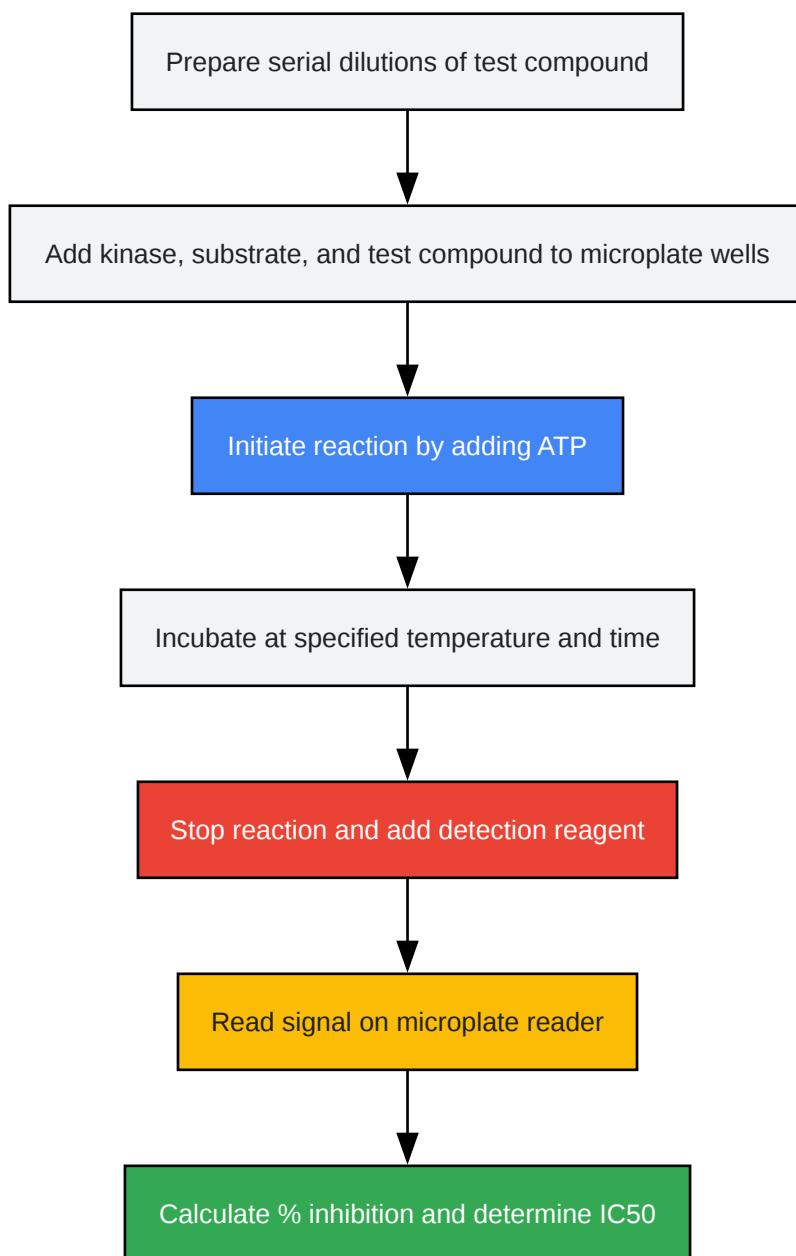 Prepare serial dilutions of test compound
Add kinase, substrate, and test compound to microplate wells
Initiate reaction by adding ATP
Incubate at specified temperature and time
Stop reaction and add detection reagent
Read signal on microplate reader
Calculate % inhibition and determine IC50